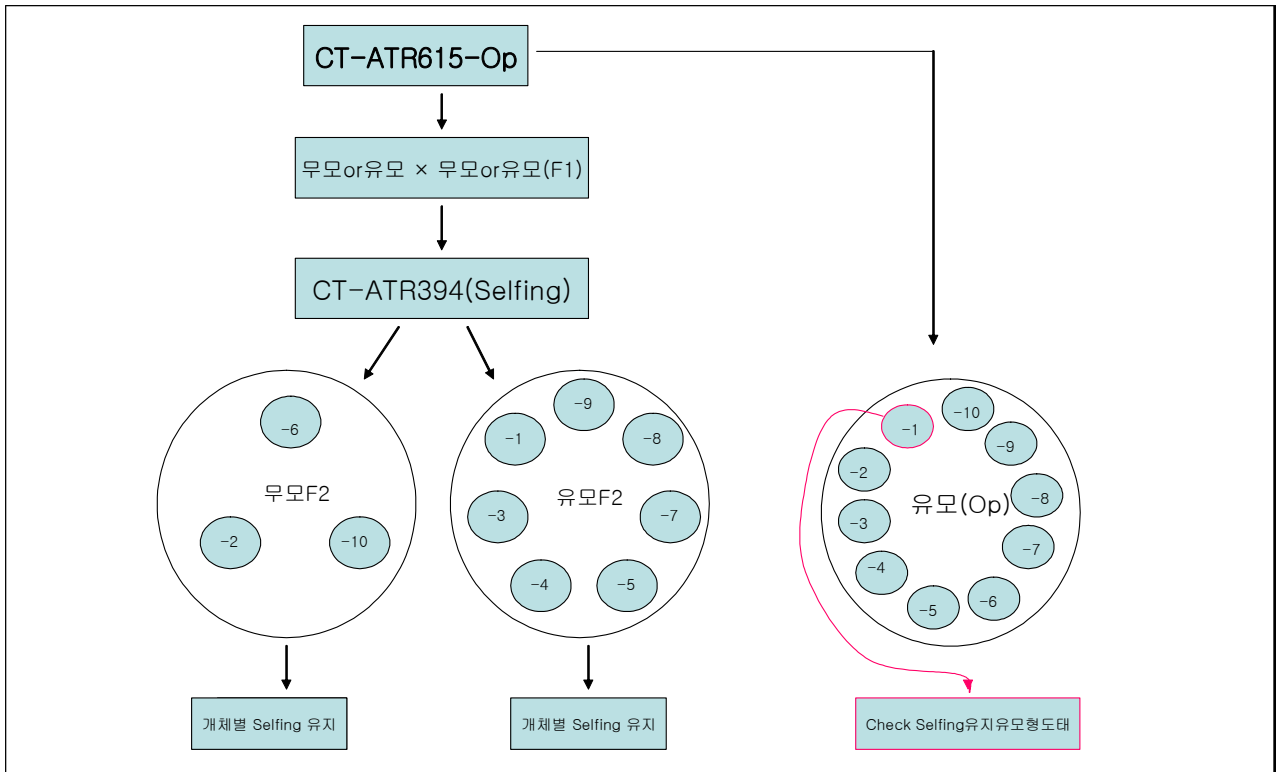 CT-ATR615-Op
무모or유모 × 무모or유모(F1)
CT-ATR394(Selfing)
-6
무모F2
-2
-10
-9
-1
-8
유모F2
-3
-7
-4
-5
-1
-10
-9
-2
-8
유모(Op)
-3
-7
-4
-6
-5
개체별 Selfing 유지
개체별 Selfing 유지
Check Selfing유지유모형도태